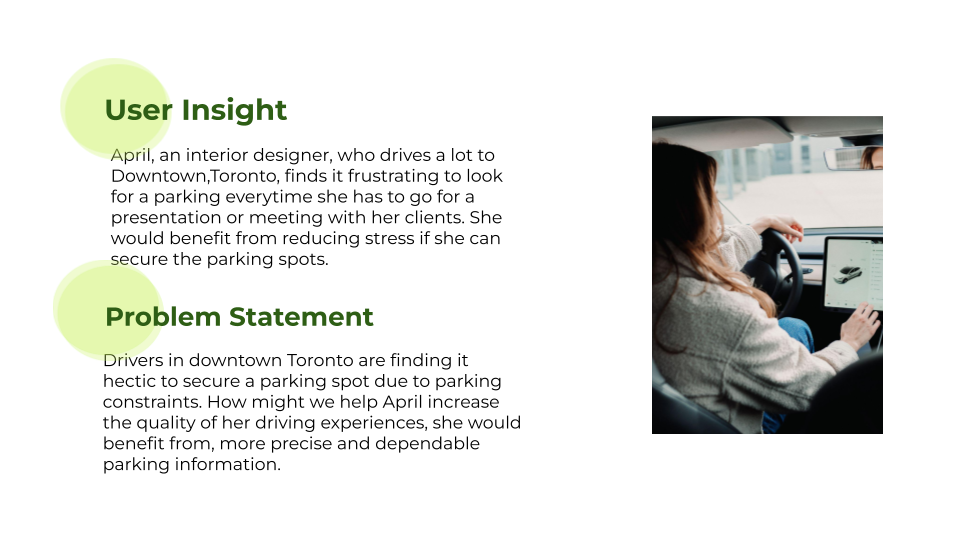 User Insight
April, an interior designer, who drives a lot to
Downtown,Toronto, finds it frustrating to look
for a parking everytime she has to go for a
presentation or meeting with her clients. She
would benefit from reducing stress if she can
secure the parking spots.
Problem Statement
Drivers in downtown Toronto are finding it
hectic to secure a parking spot due to parking
constraints. How might we help April increase
the quality of her driving experiences, she would
benefit from, more precise and dependable
parking information.